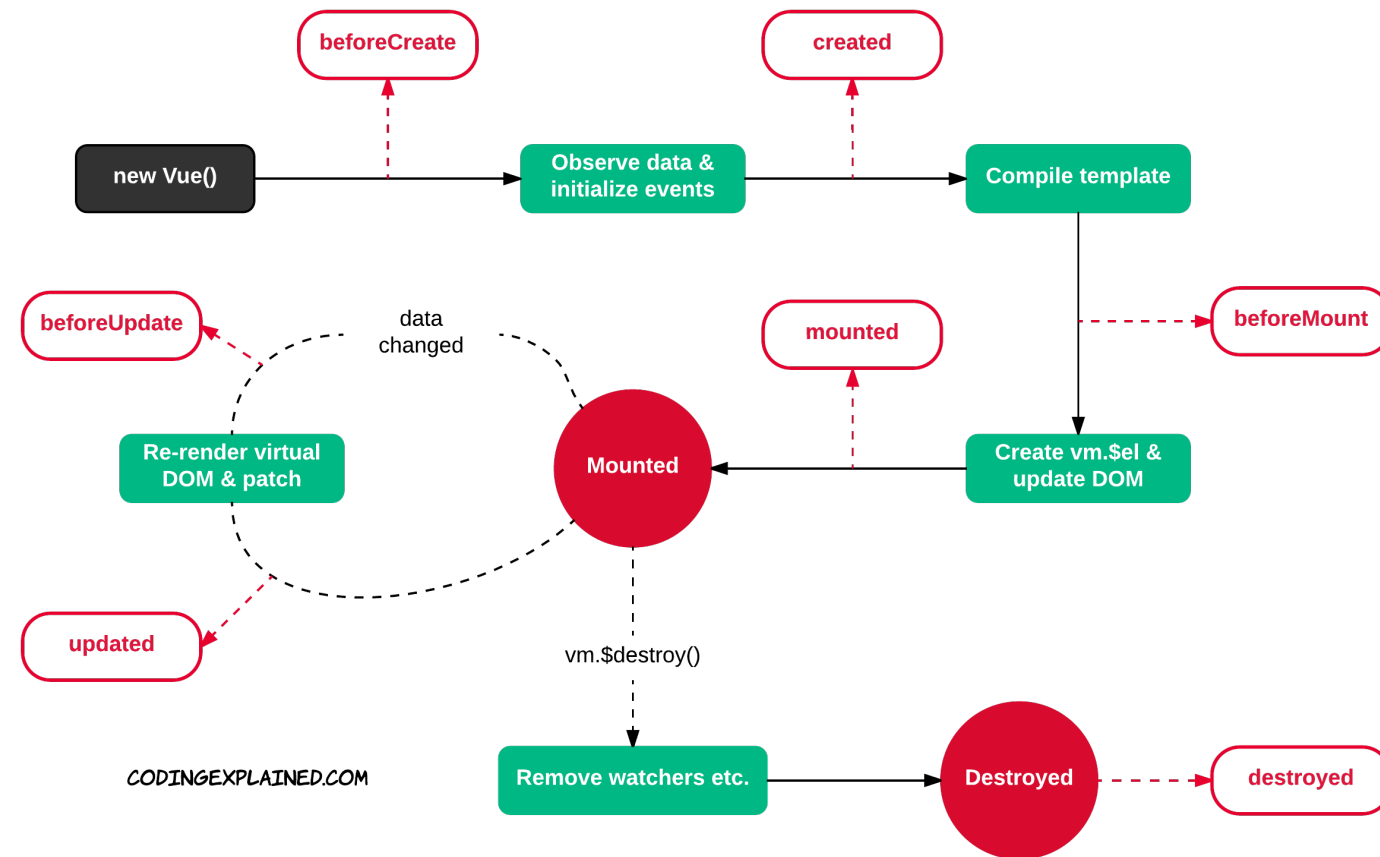 beforeCreate
created
new Vue()
Observe data &
initialize events
Compile template
beforeUpdate
data
changed
mounted
beforeMount
Re-render virtual
DOM & patch
Mounted
Create vm.$el &
update DOM
updated
vm.$destroy()
CODINGEXPLAINED.COM
Remove watchers etc.
Destroyed
destroyed